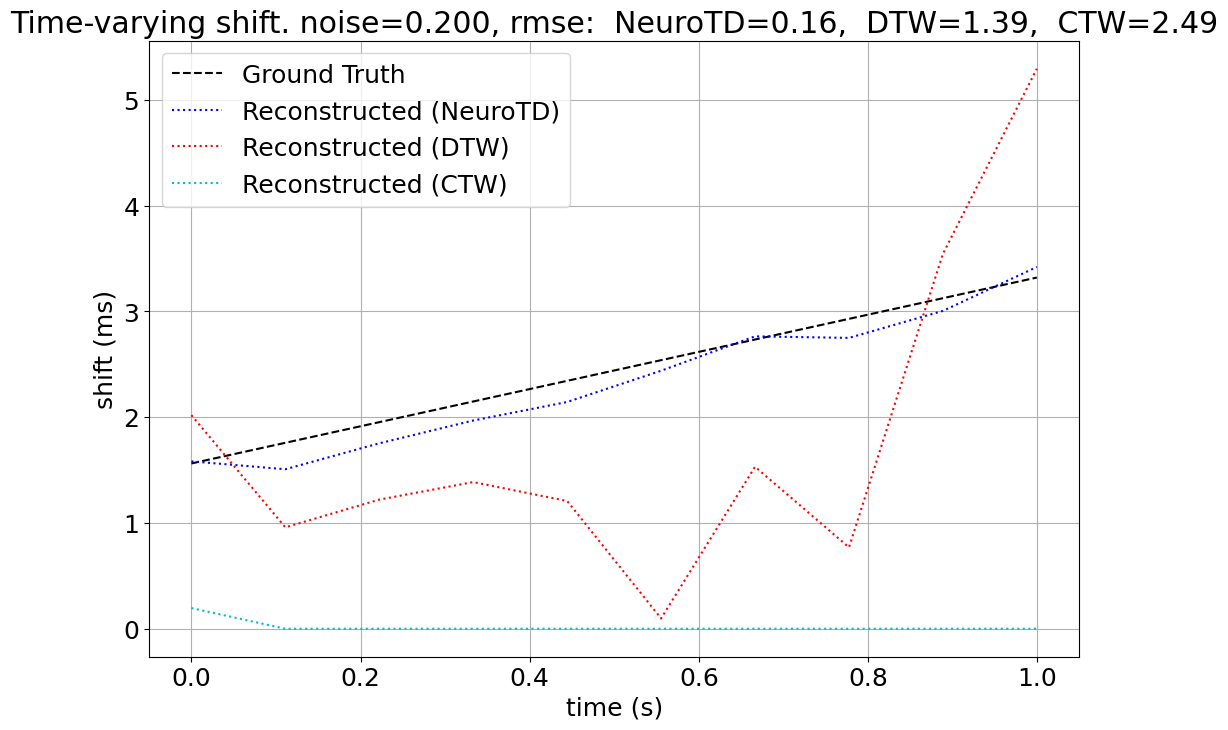 Time-varying shift. noise=0.200, rmse:  NeuroTD=0.16,  DTW=1.39,  CTW=2.49
Ground Truth
Reconstructed (NeuroTD)
Reconstructed (DTW)
Reconstructed (CTW)
5
4
3
2
1
0
shift (ms)
0.0 0.2 0.4 0.6 0.8 1.0
time (s)